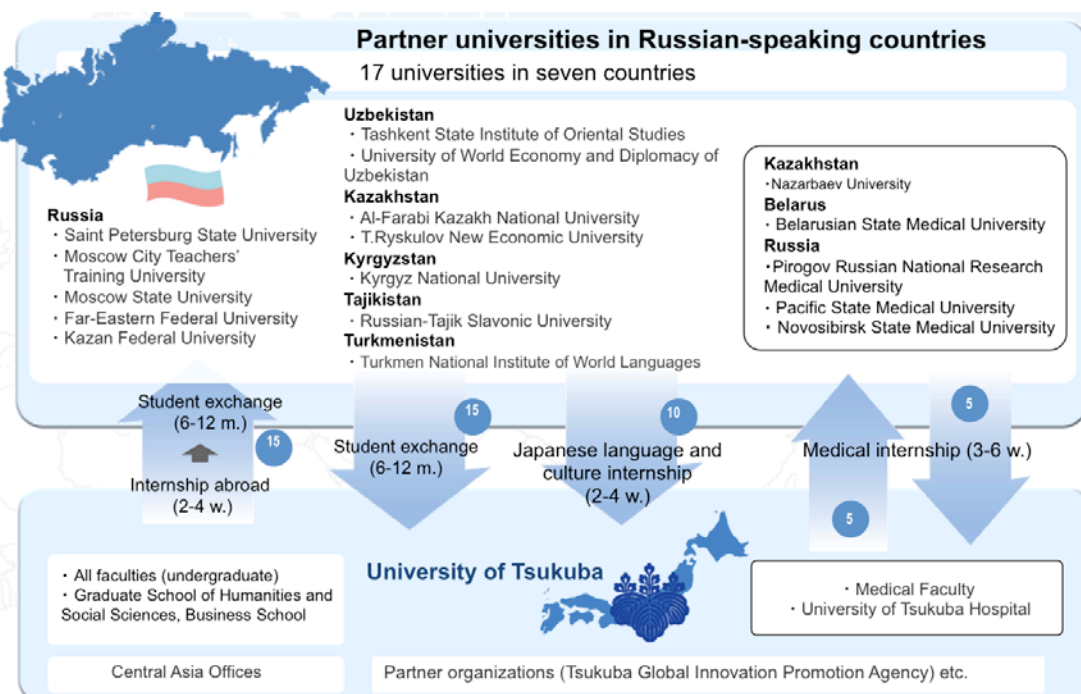 Partner universities in Russian-speaking countries
17 universities in seven countries
Russia
・Saint Petersburg State University
・Moscow City Teachers'
Training University
・Moscow State University
・Far-Eastern Federal University
・Kazan Federal University
Uzbekistan
・Tashkent State Institute of Oriental Studies
・University of World Economy and Diplomacy of
Uzbekistan
Kazakhstan
・Al-Farabi Kazakh National University
・T.Ryskulov New Economic University
Kyrgyzstan
・Kyrgyz National University
Tajikistan
・Russian-Tajik Slavonic University
Turkmenistan
・Turkmen National Institute of World Languages
Kazakhstan
・Nazarbaev University
Belarus
・Belarusian State Medical University
Russia
・Pirogov Russian National Research
Medical University
・Pacific State Medical University
・Novosibirsk State Medical University
Student exchange
(6-12 m.)
15
Internship abroad
(2-4 w.)
15
Student exchange
(6-12 m.)
10
Japanese language and
culture internship
(2-4 w.)
5
Medical internship (3-6 w.)
5
・All faculties (undergraduate)
・Graduate School of Humanities and
Social Sciences, Business School
University of Tsukuba
・Medical Faculty
・University of Tsukuba Hospital
Central Asia Offices
Partner organizations (Tsukuba Global Innovation Promotion Agency) etc.